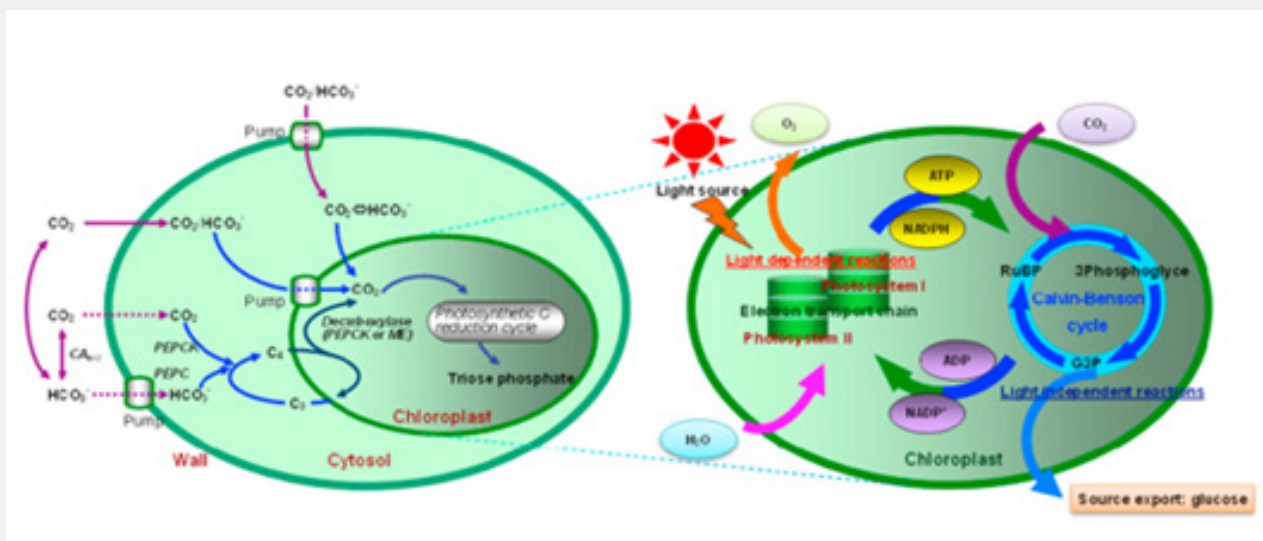 CO₂/HCO₃⁻
Pump
CO₂⇔HCO₃⁻
CO₂
CO₂/HCO₃⁻
Pump
CO₂
Photosynthetic C
reduction cycle
Decarboxylase
(PEPCK or ME)
CO₂
CO₂
PEPCK
PEPC
C₄
C₃
Triose phosphate
HCO₃⁻
HCO₃⁻
Pump
Chloroplast
Wall
Cytosol
Light source
O₂
CO₂
ATP
NADPH
Light dependent reactions
Photosystem I
Electron transport chain
Photosystem II
RuBP
3Phosphoglyce
Calvin-Benson
cycle
G3P
ADP
NADP⁺
Light independent reactions
H₂O
Chloroplast
Source export: glucose